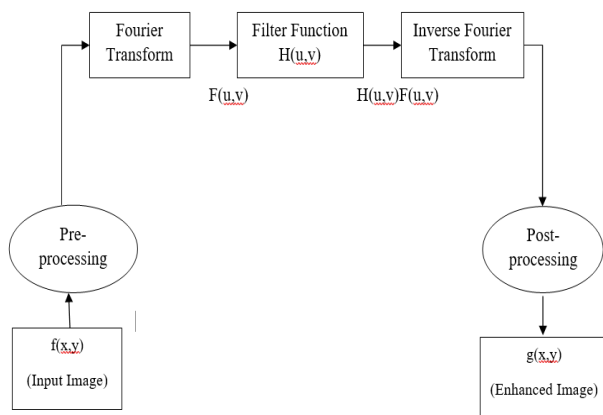 Fourier
Transform
Filter Function
H(u,v)
Inverse Fourier
Transform
F(u,v)
H(u,v)F(u,v)
Pre-
processing
Post-
processing
f(x,y)
(Input Image)
g(x,y)
(Enhanced Image)